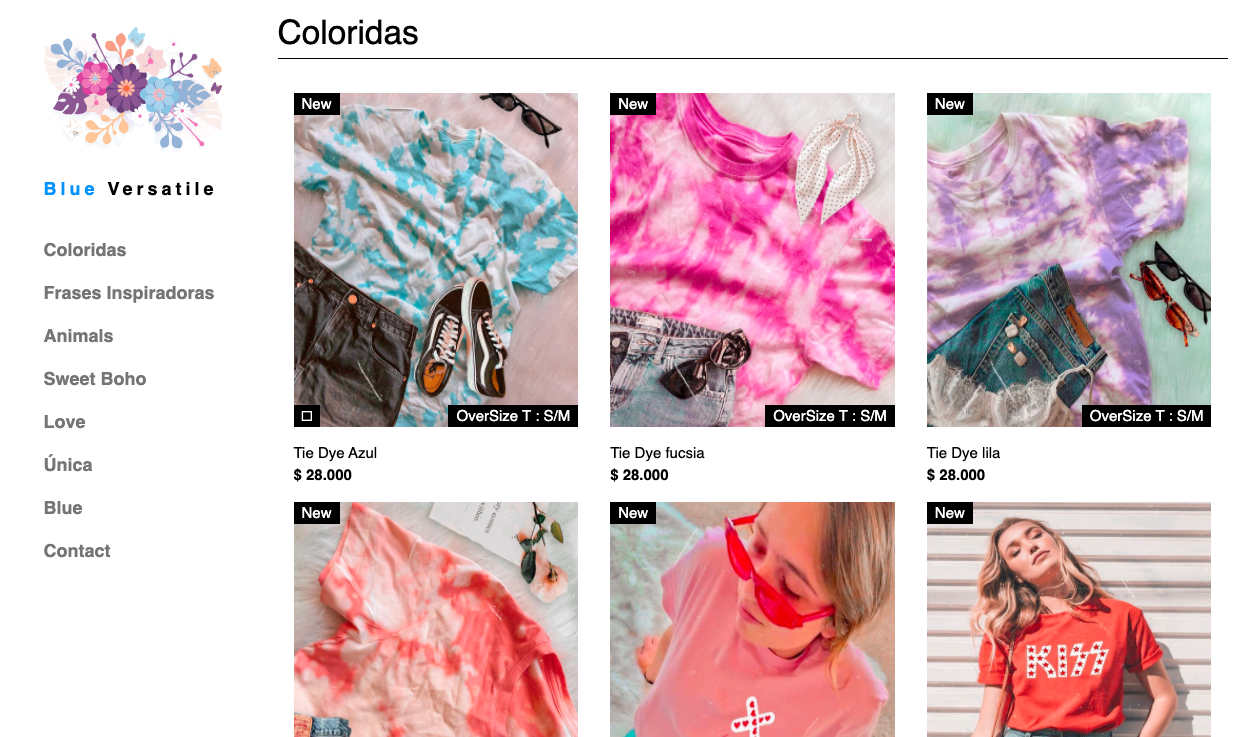 Coloridas
Blue Versatile
Coloridas
Frases Inspiradoras
Animals
Sweet Boho
Love
Única
Blue
Contact
New
OverSize T : S/M
Tie Dye Azul
$ 28.000
New
OverSize T : S/M
Tie Dye fucsia
$ 28.000
New
OverSize T : S/M
Tie Dye lila
$ 28.000
New
New
New
KISS